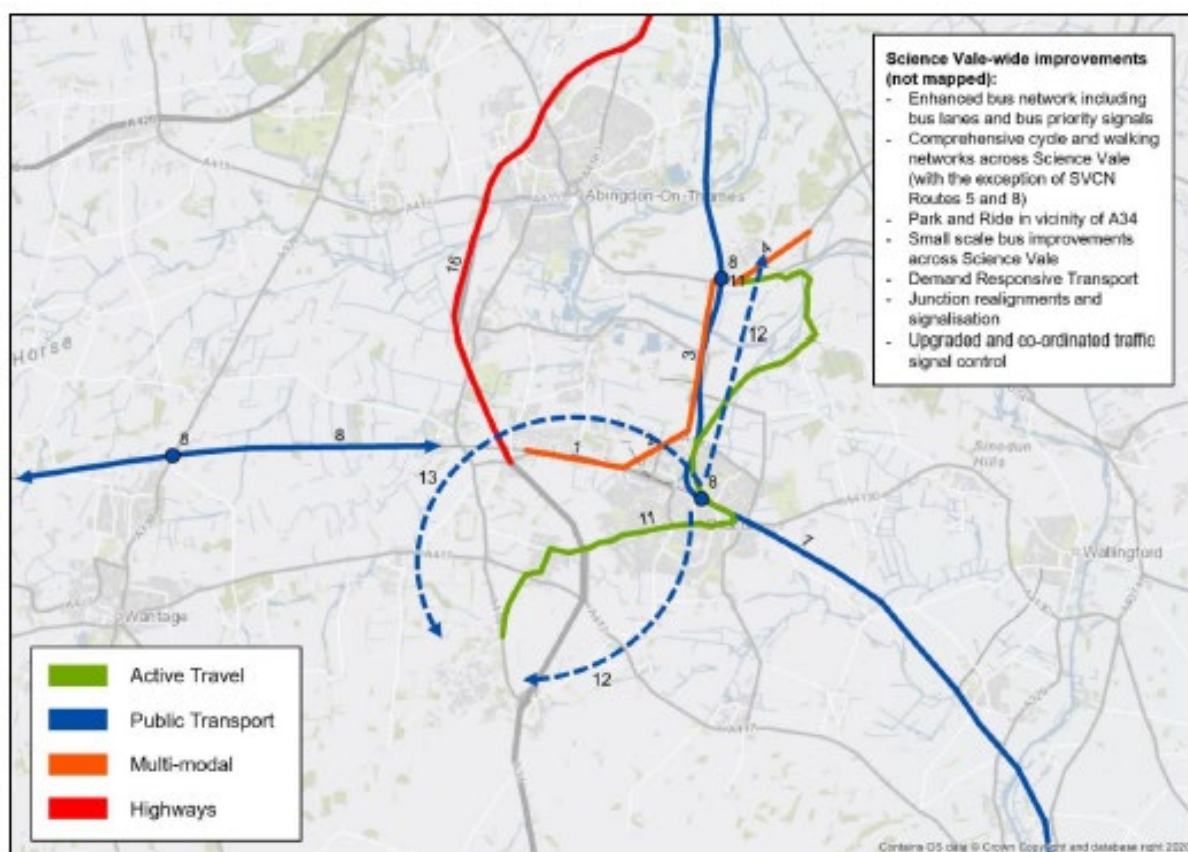 Science Vale-wide improvements
(not mapped):
- Enhanced bus network including
bus lanes and bus priority signals
- Comprehensive cycle and walking
networks across Science Vale
(with the exception of SVCN
Routes 5 and 8)
- Park and Ride in vicinity of A34
- Small scale bus improvements
across Science Vale
- Demand Responsive Transport
- Junction realignments and
signalisation
- Upgraded and co-ordinated traffic
signal control
Abingdon-On-Thames
16
8
11
4
12
3
Horse
8
8
1
13
8
11
Sinodun
Hills
A4130
7
Wallingford
Wantage
12
Active Travel
Public Transport
Multi-modal
Highways
Contains OS data © Crown Copyright and database right 2020